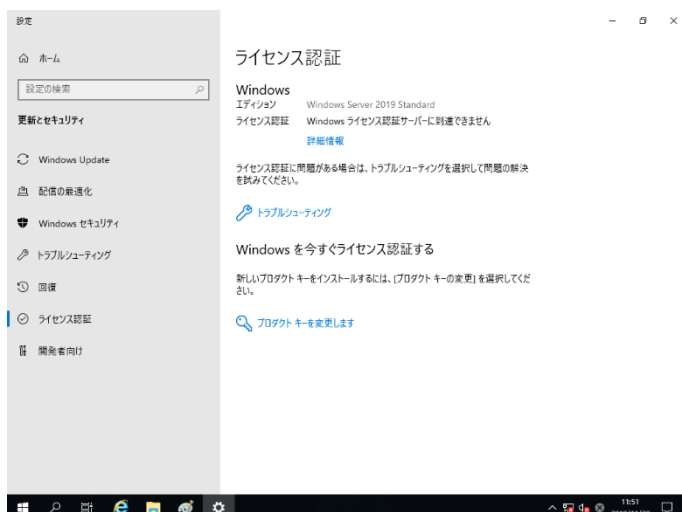 設定
ホーム
設定の検索
更新とセキュリティ
Windows Update
配信の最適化
Windows セキュリティ
トラブルシューティング
回復
ライセンス認証
開発者向け
ライセンス認証
Windows
エディション Windows Server 2019 Standard
ライセンス認証 Windows ライセンス認証サーバーに到達できません
詳細情報
ライセンス認証に問題がある場合は、トラブルシューティングを選択して問題の解決
を試みてください。
トラブルシューティング
Windows を今すぐライセンス認証する
新しいプロダクト キーをインストールするには、[プロダクト キーの変更] を選択してくだ
さい。
プロダクト キーを変更します
11:51